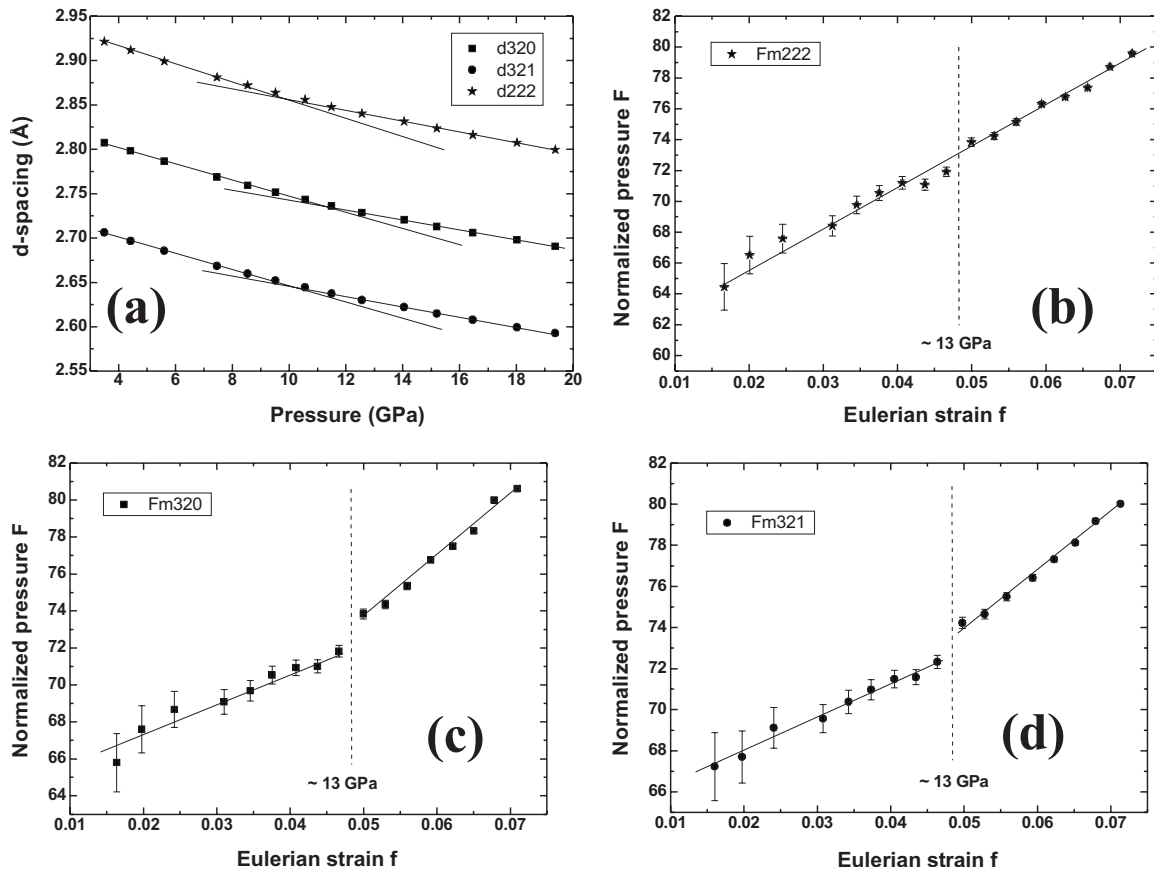 2.95
2.90
2.85
2.80
2.75
2.70
2.60
2.55
d-spacing (Å)
d320
d321
d222
(a)
4 6 8 10 12 14 16 18 20
Pressure (GPa)
82
80
78
76
74
72
70
68
66
64
62
60
Normalized pressure F
Fm222
(b)
~ 13 GPa
0.01 0.02 0.03 0.04 0.05 0.06 0.07
Eulerian strain f
82
80
78
76
74
72
71
68
66
64
Normalized pressure F
Fm320
(c)
~ 13 GPa
0.01 0.02 0.03 0.04 0.05 0.06 0.07
Eulerian strain f
82
80
78
76
74
72
70
68
66
Normalized pressure F
Fm321
(d)
~ 13 GPa
0.01 0.02 0.03 0.04 0.05 0.06 0.07
Eulerian strain f